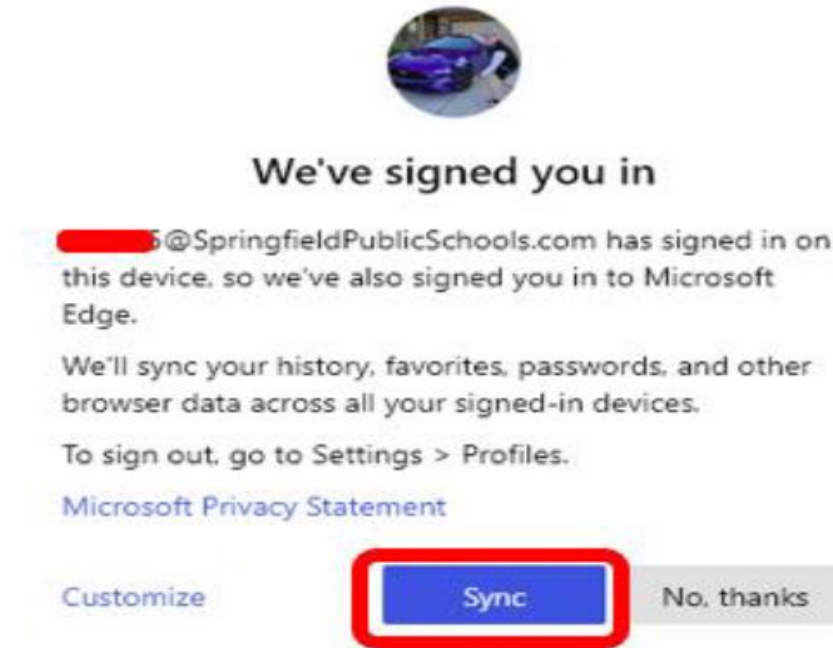 We've signed you in
5@SpringfieldPublicSchools.com has signed in on
this device, so we've also signed you in to Microsoft
Edge.
We'll sync your history, favorites, passwords, and other
browser data across all your signed-in devices.
To sign out, go to Settings > Profiles.
Microsoft Privacy Statement
Customize Sync No, thanks